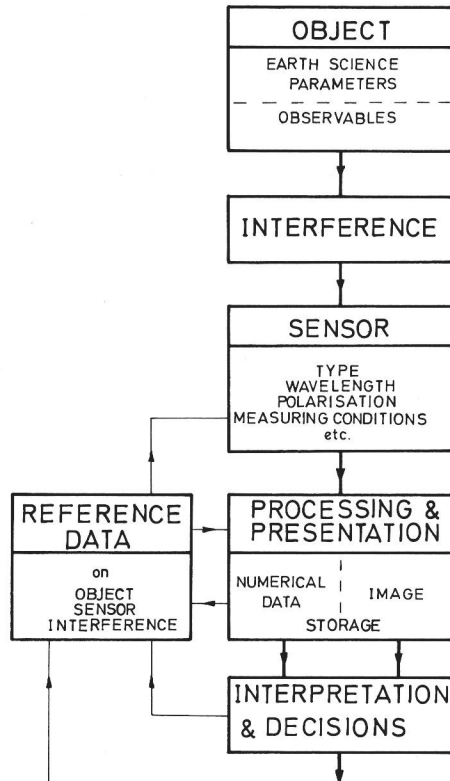 OBJECT
EARTH SCIENCE
PARAMETERS
OBSERVABLES
INTERFERENCE
SENSOR
TYPE
WAVELENGTH
POLARISATION
MEASURING CONDITIONS
etc.
REFERENCE
DATA
on
OBJECT
SENSOR
INTERFERENCE
PROCESSING &
PRESENTATION
NUMERICAL
DATA
IMAGE
STORAGE
INTERPRETATION
& DECISIONS